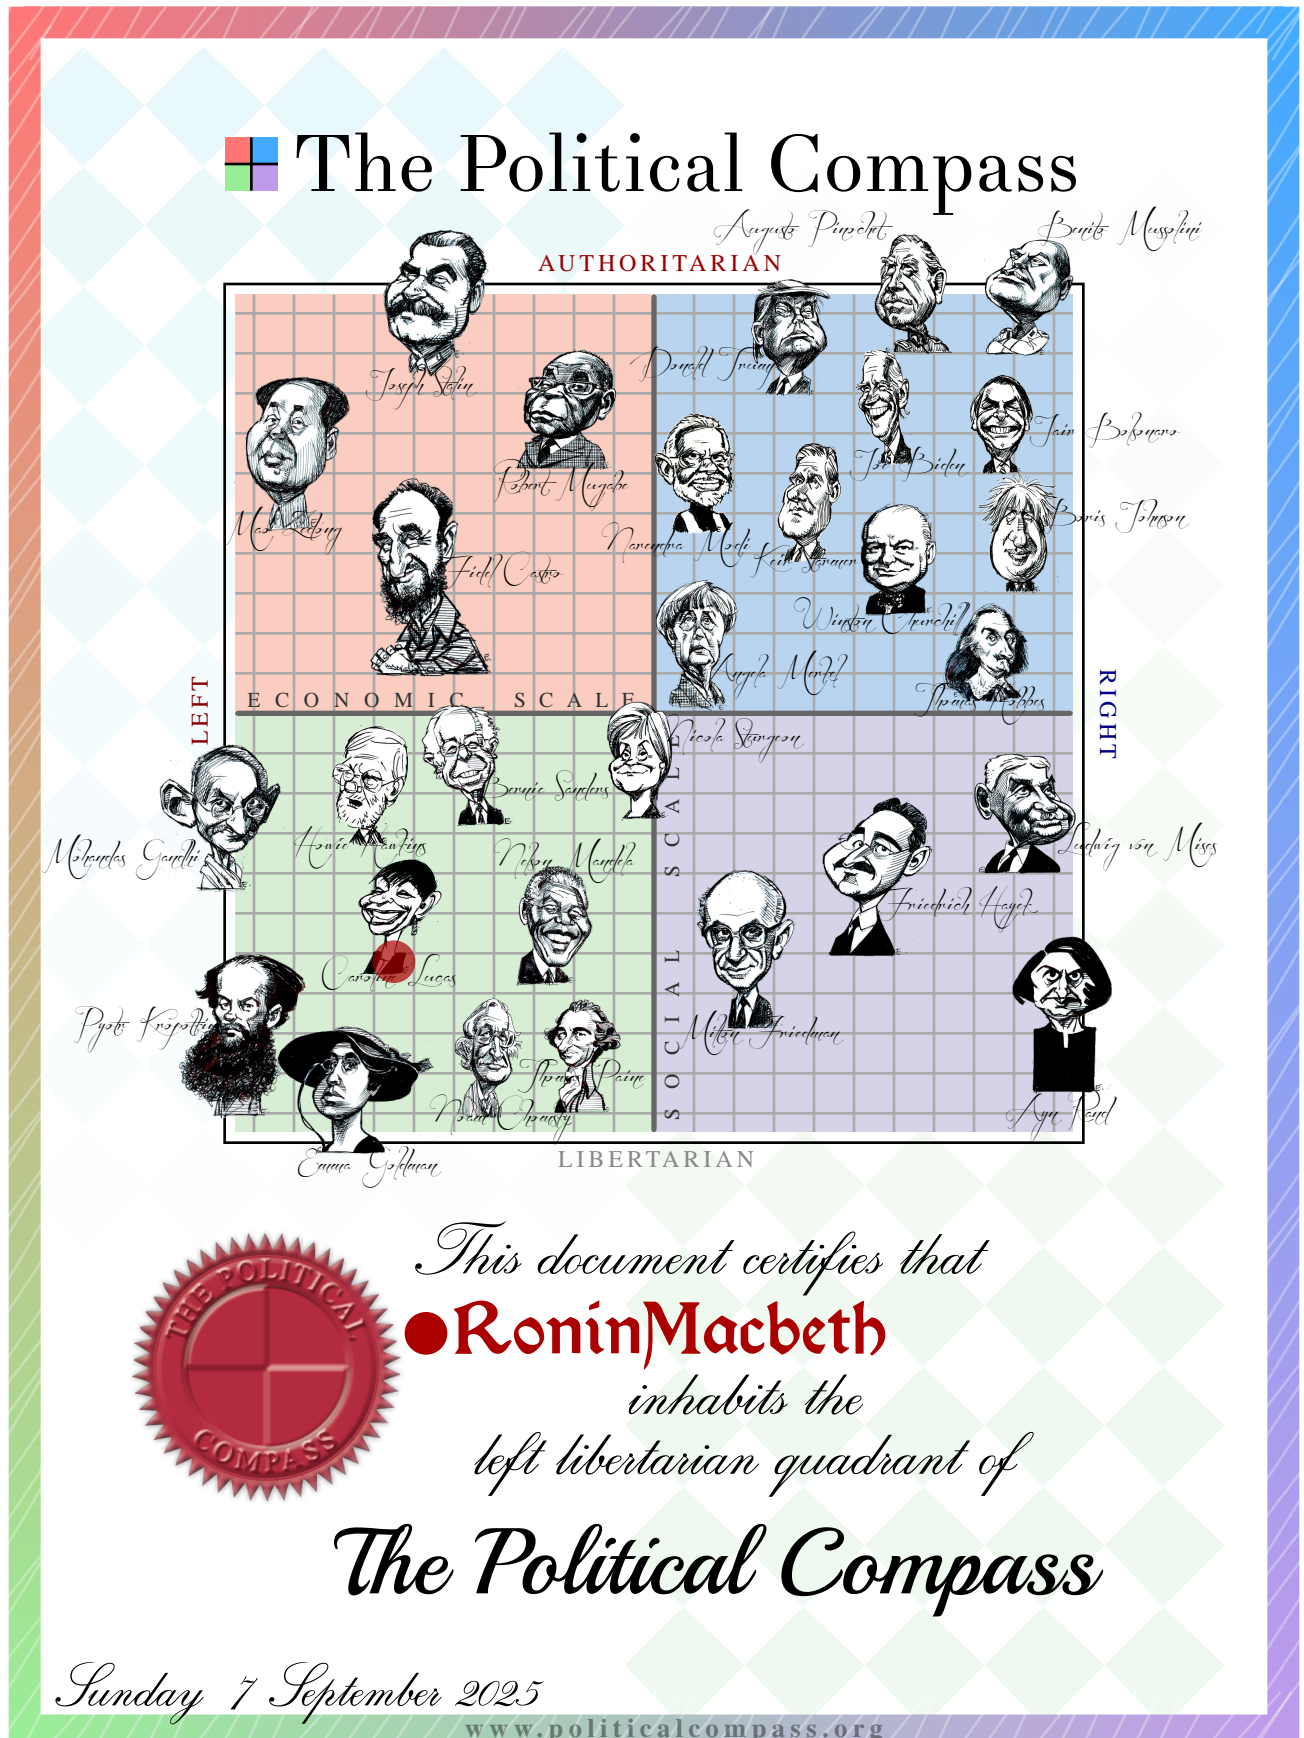 The Political Compass
Augusto Pinochet
Benito Mussolini
AUTHORITARIAN
Donald Trump
Joseph Stalin
Jair Bolsonaro
Joe Biden
Robert Mugabe
Boris Johnson
Mao Zedong
Narendra Modi
Keir Starmer
Fidel Castro
Winston Churchill
Angela Merkel
Thomas Hobbes
ECONOMIC SCALE
LEFT
RIGHT
Nicola Sturgeon
Bernie Sanders
Howie Hawkins
Mohandas Gandhi
Nelson Mandela
Ludwig von Mises
Friedrich Hayek
SOCIAL SCALE
Caroline Lucas
Pyotr Kropotkin
Milton Friedman
Thomas Paine
Noam Chomsky
Ayn Rand
Emma Goldman
LIBERTARIAN
This document certifies that
RoninMacbeth
inhabits the
left libertarian quadrant of
The Political Compass
THE POLITICAL
COMPASS
Sunday 7 September 2025
www.politicalcompass.org